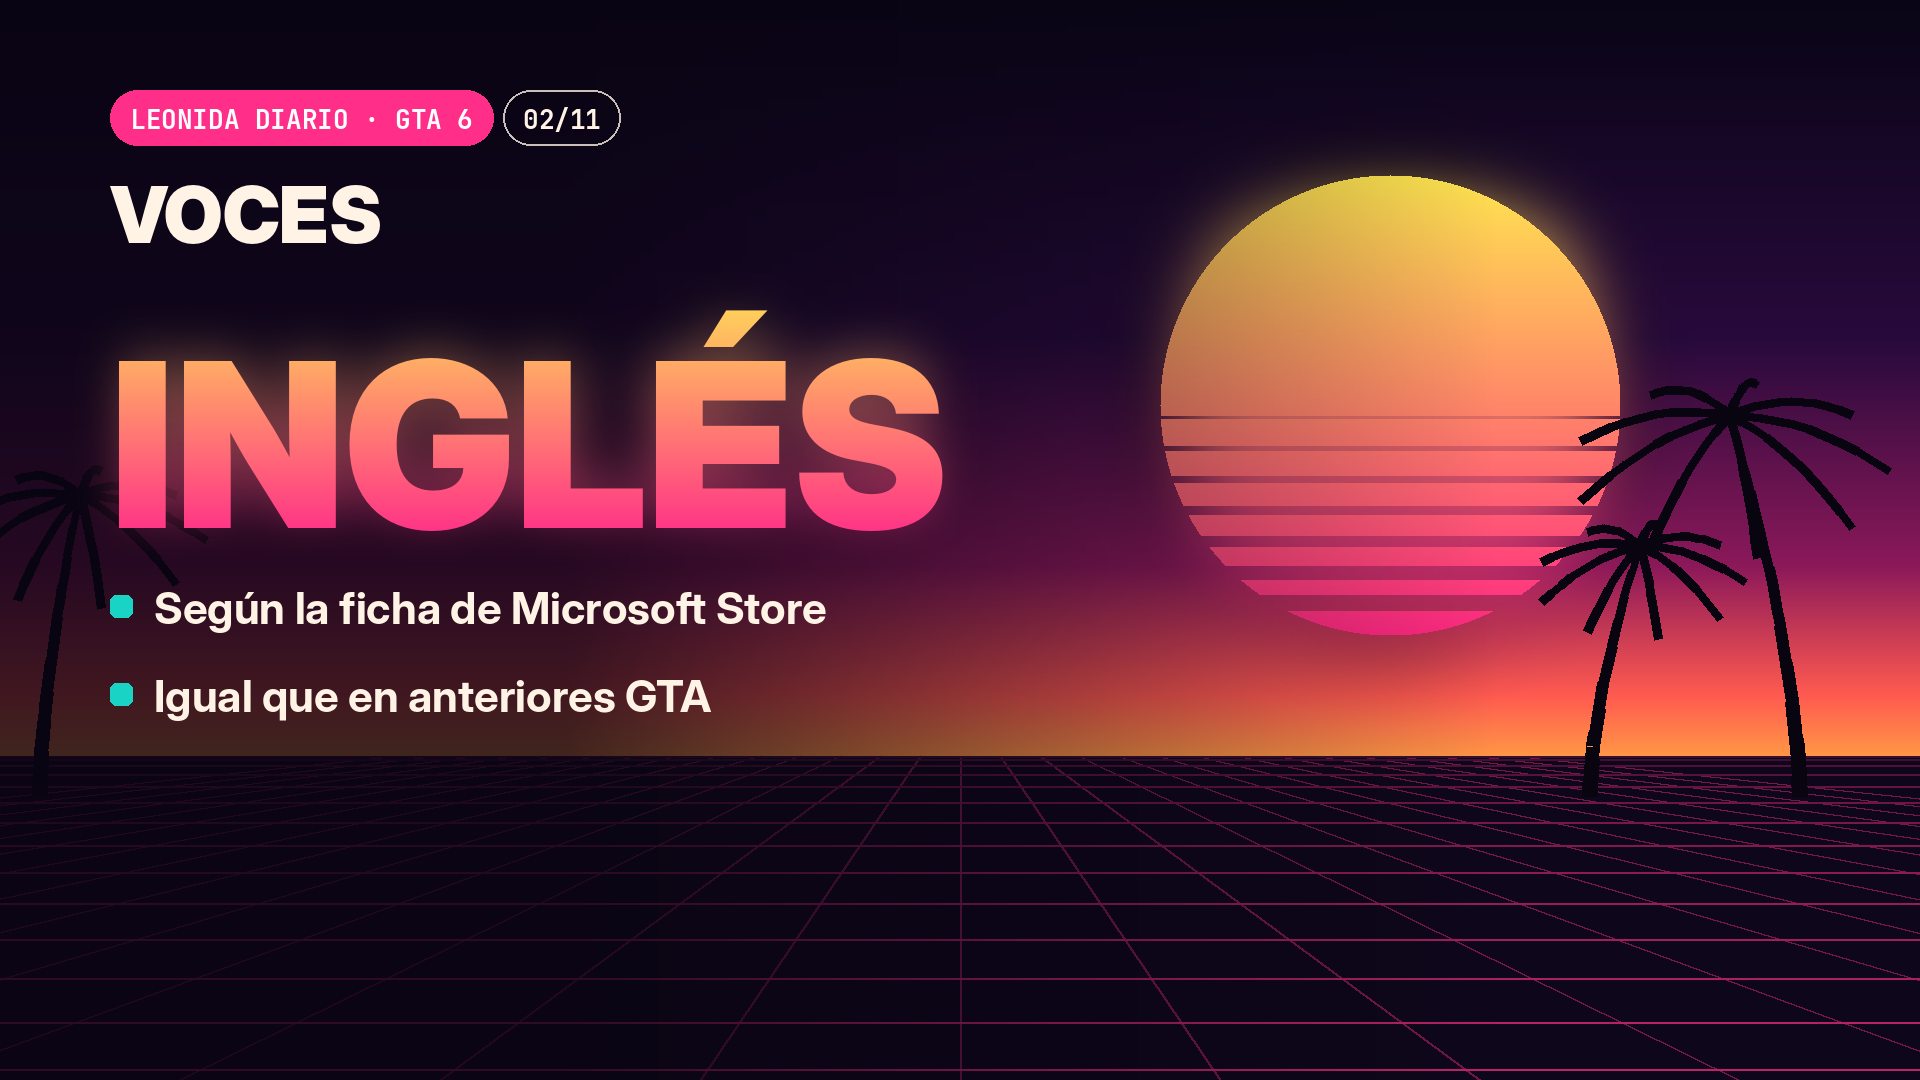 LEONIDA DIARIO · GTA 6 02/11
VOCES
INGLÉS
Según la ficha de Microsoft Store
Igual que en anteriores GTA